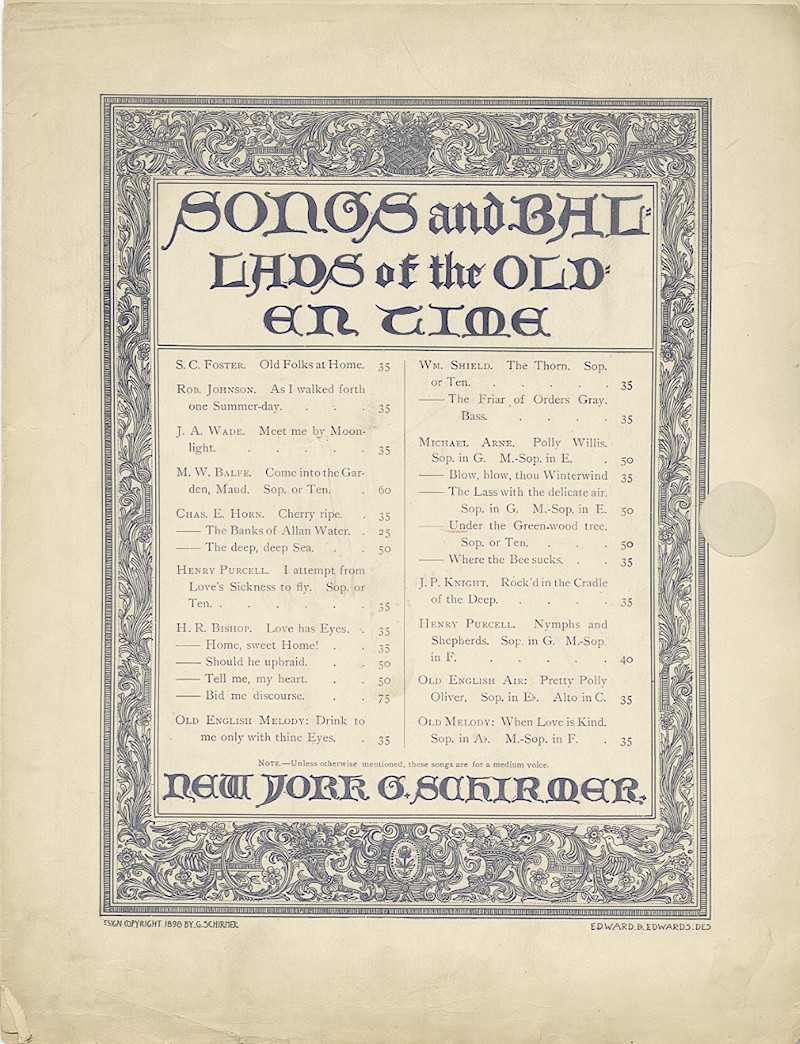 SONGS and BAL-
LADS of the OLD-
EN TIME
S. C. FOSTER. Old Folks at Home. 35
ROB. JOHNSON. As I walked forth
one Summer-day. . . . 35
J. A. WADE. Meet me by Moon-
light. . . . . . . 35
M. W. BALFE. Come into the Gar-
den, Maud. Sop. or Ten. . 60
CHAS. E. HORN. Cherry ripe. . 35
—— The Banks of Allan Water. . 25
—— The deep, deep Sea. . . 50
HENRY PURCELL. I attempt from
Love's Sickness to fly. Sop. or
Ten. . . . . . . 35
H. R. BISHOP. Love has Eyes. . 35
—— Home, sweet Home! . . 35
—— Should he upbraid. . . 50
—— Tell me, my heart. . . 50
—— Bid me discourse. . . 75
OLD ENGLISH MELODY: Drink to
me only with thine Eyes. . 35
WM. SHIELD. The Thorn. Sop.
or Ten. . . . . . 35
—— The Friar of Orders Gray.
Bass. . . . . . 35
MICHAEL ARNE. Polly Willis.
Sop. in G. M.-Sop. in E. . 50
—— Blow, blow, thou Winterwind 35
—— The Lass with the delicate air.
Sop. in G. M.-Sop. in E. 50
—— Under the Green-wood tree.
Sop. or Ten. . . . . 50
—— Where the Bee sucks. . . 35
J. P. KNIGHT. Rock'd in the Cradle
of the Deep. . . . . 35
HENRY PURCELL. Nymphs and
Shepherds. Sop. in G. M.-Sop.
in F. . . . . . 40
OLD ENGLISH AIR: Pretty Polly
Oliver, Sop. in E♭. Alto in C. 35
OLD MELODY: When Love is Kind.
Sop. in A♭. M.-Sop. in F. . 35
NOTE.—Unless otherwise mentioned, these songs are for a medium voice.
NEW YORK G. SCHIRMER.
ESIGN COPYRIGHT 1898 BY G. SCHIRMER
EDWARD. B. EDWARDS. DES